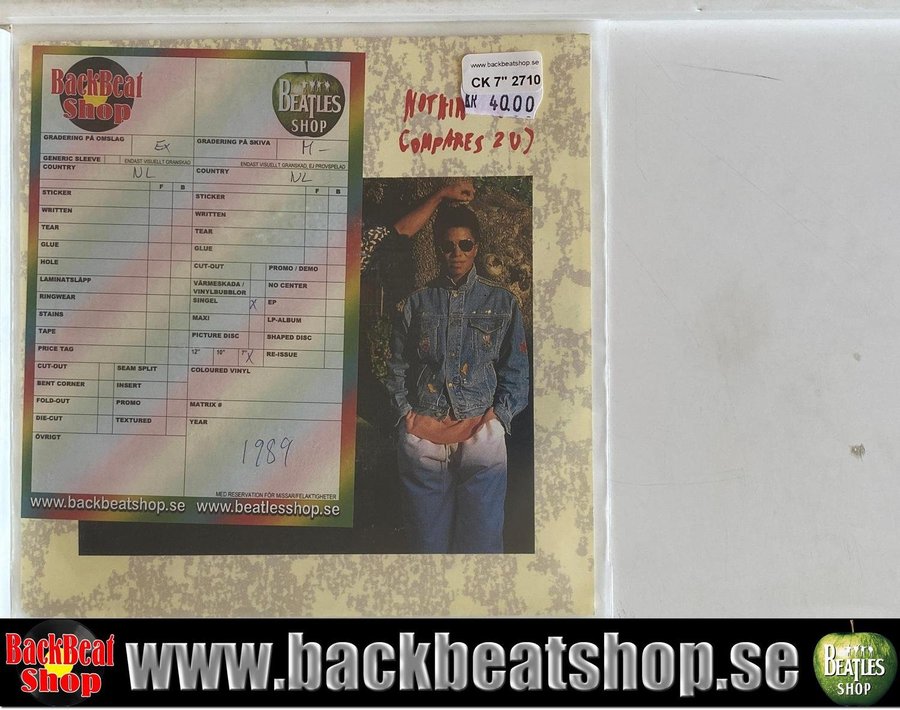 BackBeat
Shop
BEATLES
SHOP
GRADERING PÅ OMSLAG
Ex
GRADERING PÅ SKIVA
M-
GENERIC SLEEVE
ENDAST VISUELLT GRANSKAD
ENDAST VISUELLT GRANSKAD, EJ PROVSPELAD
COUNTRY
NL
COUNTRY
NL
F B
F B
STICKER
WRITTEN
TEAR
GLUE
HOLE
LAMINATSLÄPP
RINGWEAR
STAINS
TAPE
PRICE TAG
CUT-OUT
SEAM SPLIT
BENT CORNER
INSERT
FOLD-OUT
PROMO
DIE-CUT
TEXTURED
ÖVRIGT
STICKER
WRITTEN
TEAR
GLUE
CUT-OUT
PROMO / DEMO
VÄRMESKADA /
VINYLBUBBLOR
NO CENTER
SINGEL
X
EP
MAXI
LP-ALBUM
PICTURE DISC
SHAPED DISC
12" 10" 7" X
RE-ISSUE
COLOURED VINYL
MATRIX #
YEAR
1989
MED RESERVATION FÖR MISSAR/FELAKTIGHETER
www.backbeatshop.se www.beatlesshop.se
www.backbeatshop.se
CK 7" 2710
KR 40.00
NOTHIN
COMPARES 2 U)
BackBeat
Shop
www.backbeatshop.se
BEATLES
SHOP